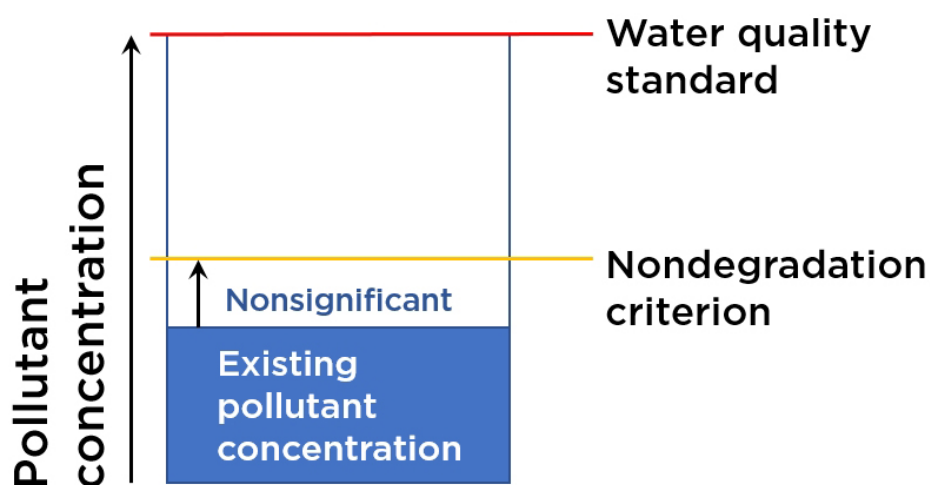 Water quality
standard
Pollutant
concentration
Nondegradation
criterion
Nonsignificant
Existing
pollutant
concentration